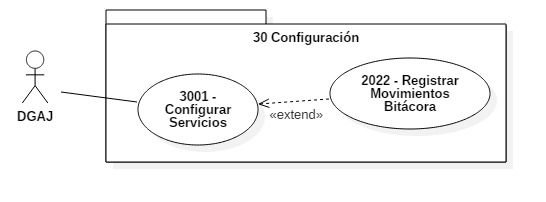 30 Configuración
3001 -
Configurar
Servicios
2022 - Registrar
Movimientos
Bitácora
«extend»
DGAJ